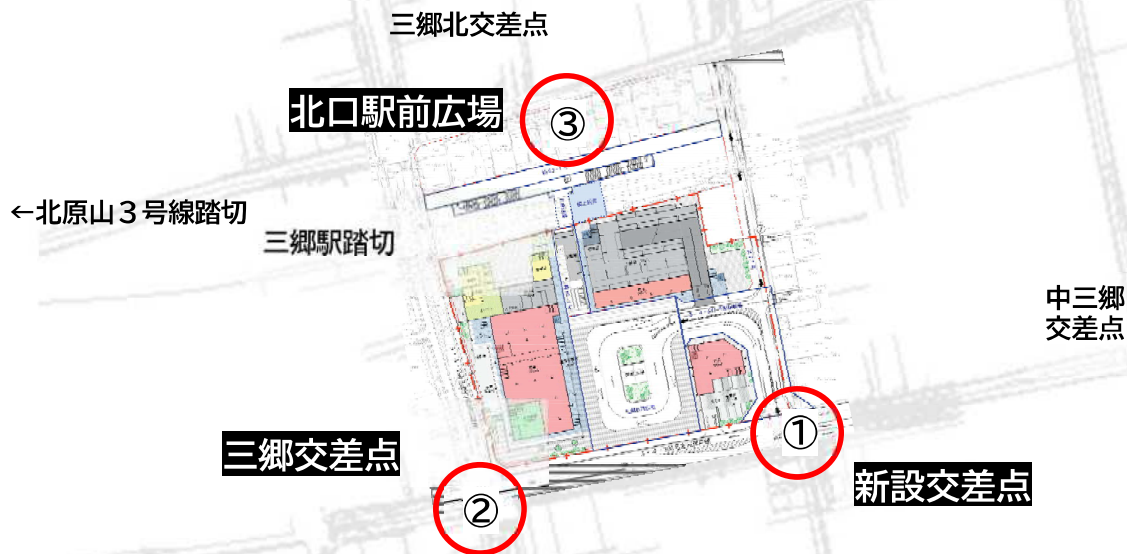 三郷北交差点
北口駅前広場
③
←北原山3号線踏切
三郷駅踏切
中三郷
交差点
①
三郷交差点
新設交差点
②